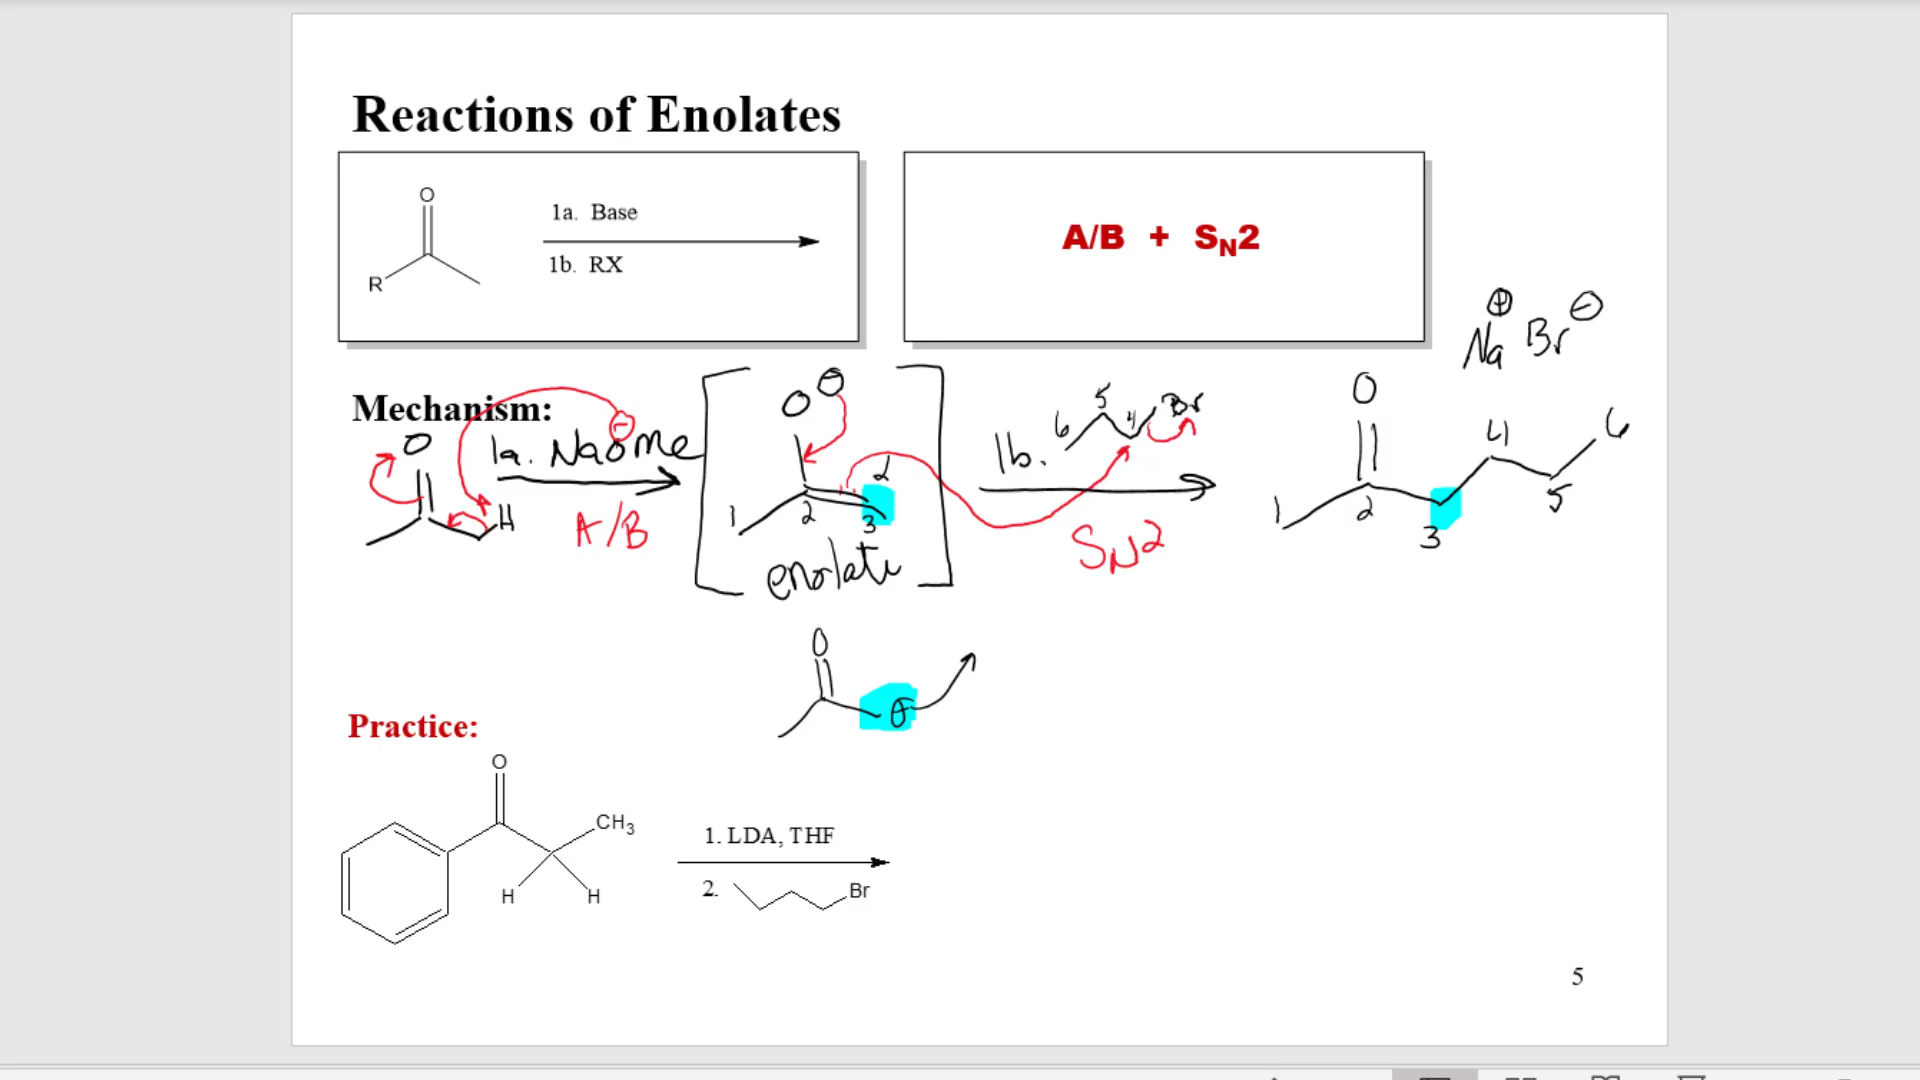 Reactions of Enolates
O
R
1a. Base
1b. RX
A/B + SN2
Na⊕ Br⊖
Mechanism:
O
H
1a. NaOMe
A/B
O⊖
1 2 3 α
enolate
1b.
6 5 4 Br
SN2
O
1 2 3 4 5 6
O
⊖
Practice:
O
CH3
H H
1. LDA, THF
2. Br
5